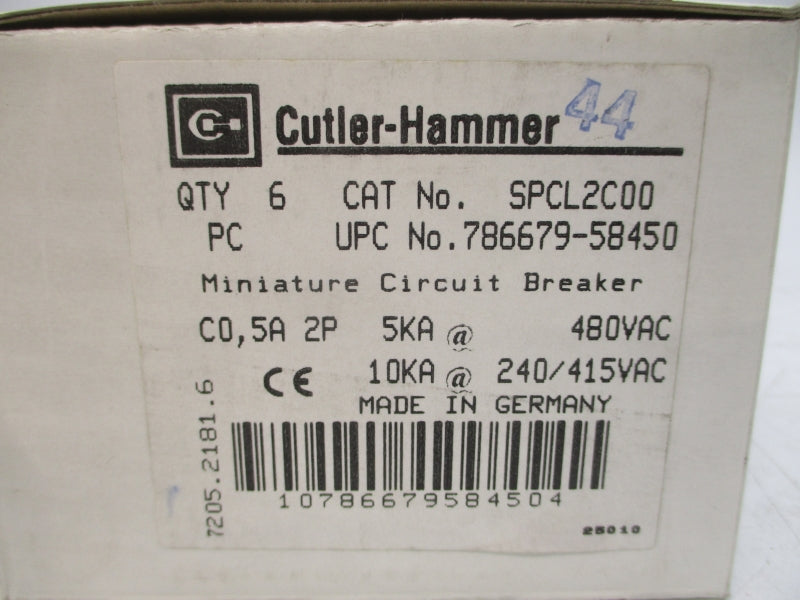 Cutler-Hammer 44
QTY 6 CAT No. SPCL2C00
PC UPC No.786679-58450
Miniature Circuit Breaker
C0,5A 2P 5KA @ 480VAC
CE 10KA @ 240/415VAC
MADE IN GERMANY
7205.2181.6
10786679584504
25010